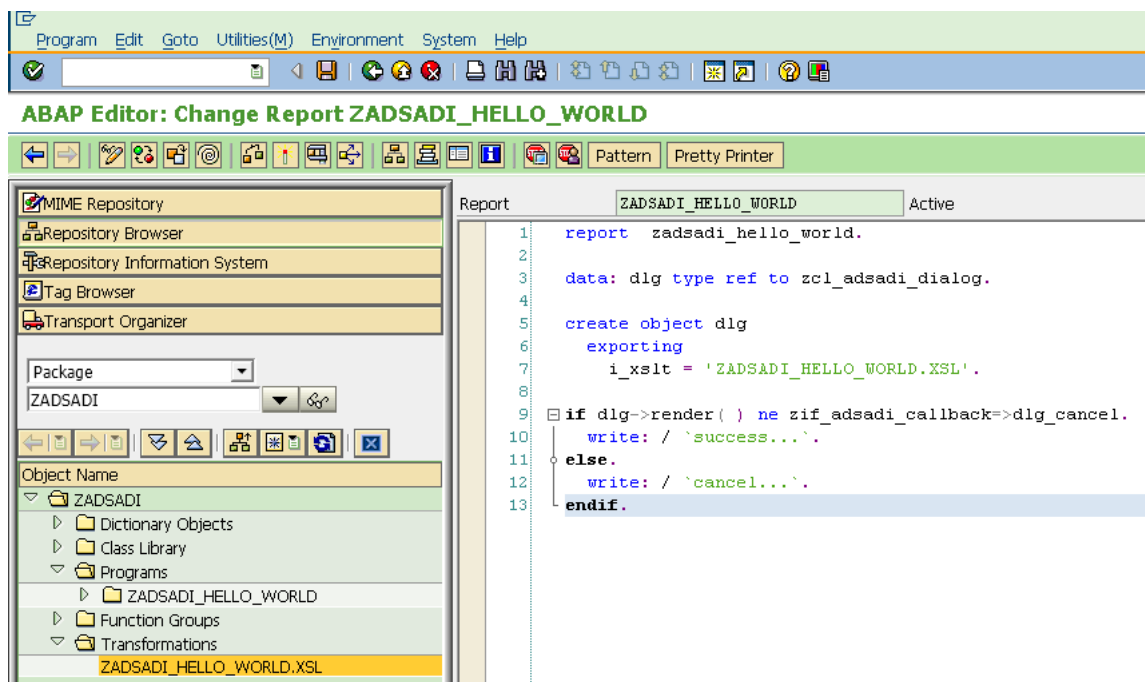 Program Edit Goto Utilities(M) Environment System Help
ABAP Editor: Change Report ZADSADI_HELLO_WORLD
Pattern Pretty Printer
MIME Repository
Repository Browser
Repository Information System
Tag Browser
Transport Organizer
Package
ZADSADI
Object Name
ZADSADI
Dictionary Objects
Class Library
Programs
ZADSADI_HELLO_WORLD
Function Groups
Transformations
ZADSADI_HELLO_WORLD.XSL
Report ZADSADI_HELLO_WORLD Active
1 report zadsadi_hello_world.
2
3 data: dlg type ref to zcl_adsadi_dialog.
4
5 create object dlg
6 exporting
7 i_xslt = 'ZADSADI_HELLO_WORLD.XSL'.
8
9 if dlg->render( ) ne zif_adsadi_callback=>dlg_cancel.
10 write: / `success...`.
11 else.
12 write: / `cancel...`.
13 endif.